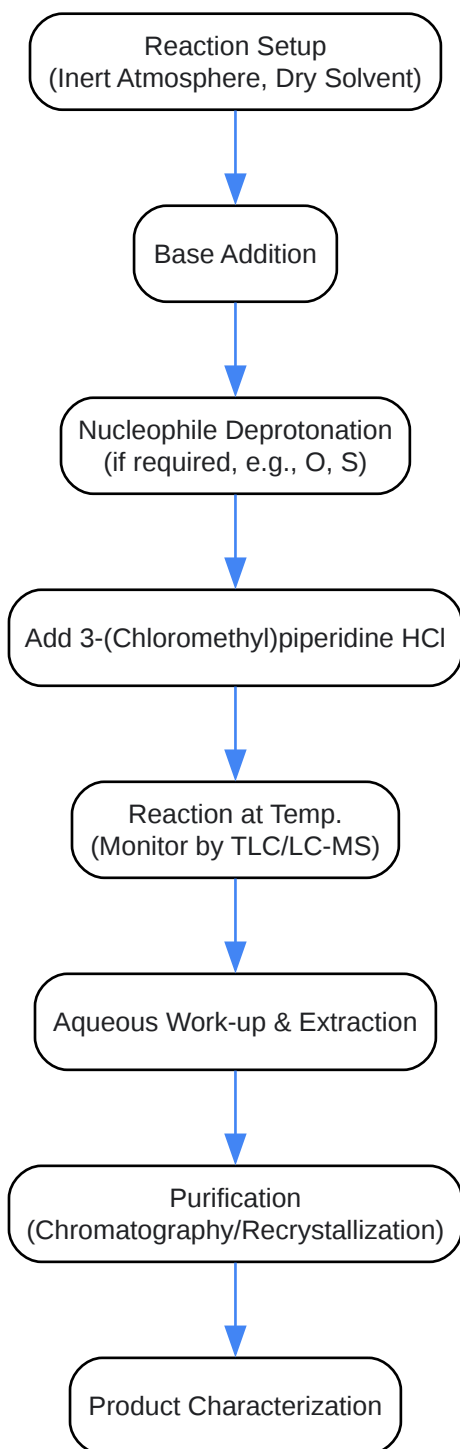 Reaction Setup
(Inert Atmosphere, Dry Solvent)
Base Addition
Nucleophile Deprotonation
(if required, e.g., O, S)
Add 3-(Chloromethyl)piperidine HCl
Reaction at Temp.
(Monitor by TLC/LC-MS)
Aqueous Work-up & Extraction
Purification
(Chromatography/Recrystallization)
Product Characterization